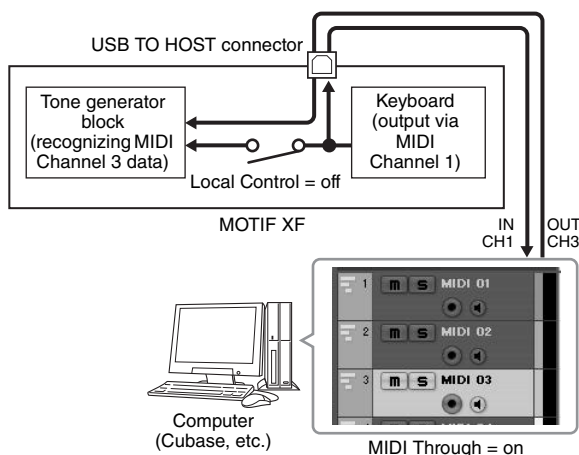 USB TO HOST connector
Tone generator
block
(recognizing MIDI
Channel 3 data)
Keyboard
(output via
MIDI
Channel 1)
Local Control = off
MOTIF XF
IN
CH1
OUT
CH3
1 m S MIDI 01
2 m S MIDI 02
3 m S MIDI 03
Computer
(Cubase, etc.)
MIDI Through = on